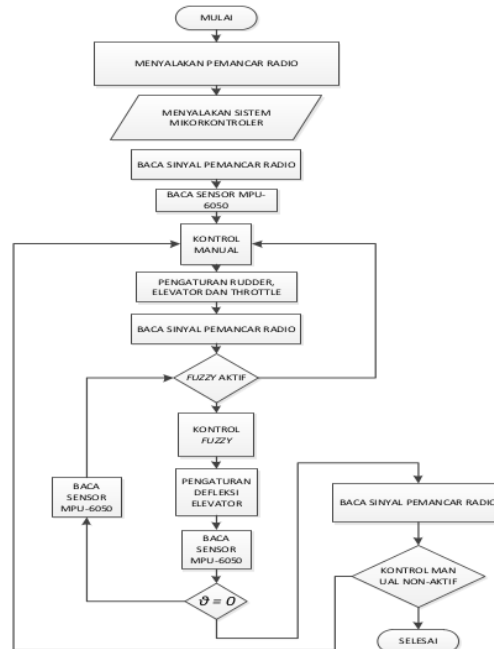 MULAI
MENYALAKAN PEMANCAR RADIO
MENYALAKAN SISTEM
MIKORKONTROLER
BACA SINYAL PEMANCAR RADIO
BACA SENSOR MPU-
6050
KONTROL
MANUAL
PENGATURAN RUDDER,
ELEVATOR DAN THROTTLE
BACA SINYAL PEMANCAR RADIO
FUZZY AKTIF
KONTROL
FUZZY
PENGATURAN
DEFLEKSI
ELEVATOR
BACA
SENSOR
MPU-6050
BACA
SENSOR
MPU-6050
ϑ = 0
BACA SINYAL PEMANCAR RADIO
KONTROL MAN
UAL NON-AKTIF
SELESAI